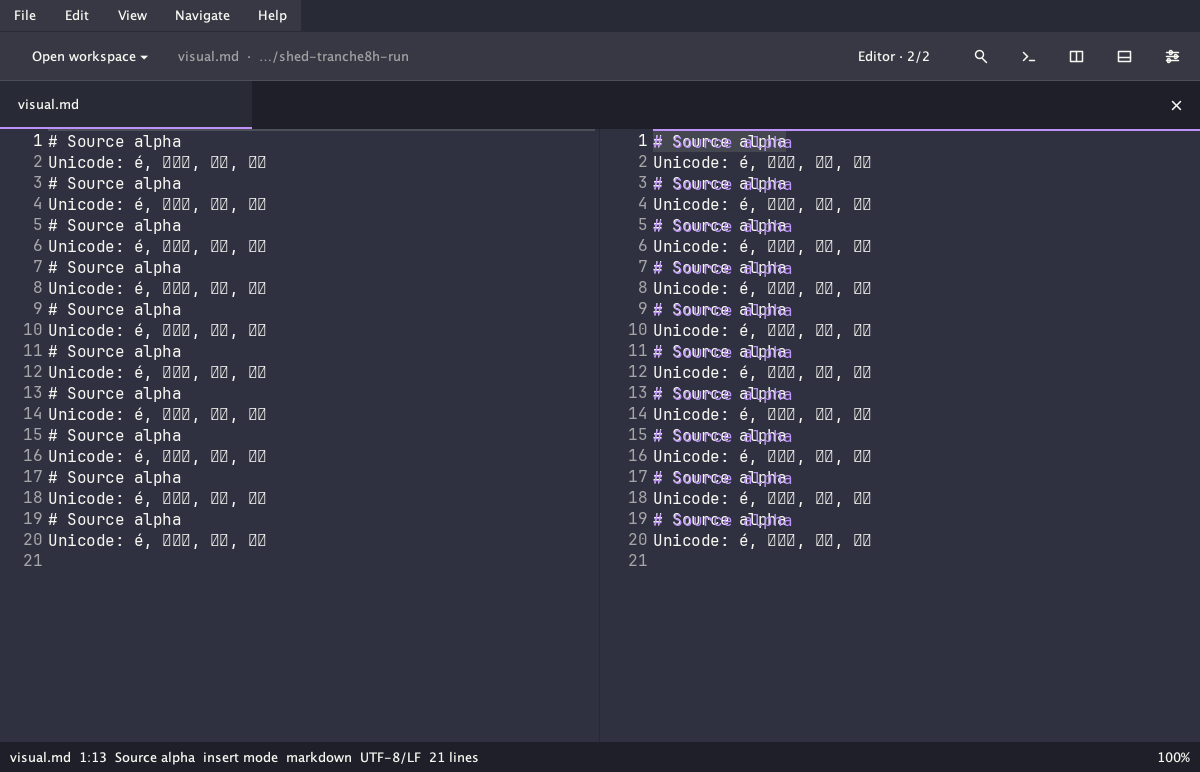 File Edit View Navigate Help
Open workspace visual.md · …/shed-tranche8h-run Editor · 2/2
visual.md
1 # Source alpha
2 Unicode: é, , ,
3 # Source alpha
4 Unicode: é, , ,
5 # Source alpha
6 Unicode: é, , ,
7 # Source alpha
8 Unicode: é, , ,
9 # Source alpha
10 Unicode: é, , ,
11 # Source alpha
12 Unicode: é, , ,
13 # Source alpha
14 Unicode: é, , ,
15 # Source alpha
16 Unicode: é, , ,
17 # Source alpha
18 Unicode: é, , ,
19 # Source alpha
20 Unicode: é, , ,
21
1 # Source alpha
2 Unicode: é, , ,
3 # Source alpha
4 Unicode: é, , ,
5 # Source alpha
6 Unicode: é, , ,
7 # Source alpha
8 Unicode: é, , ,
9 # Source alpha
10 Unicode: é, , ,
11 # Source alpha
12 Unicode: é, , ,
13 # Source alpha
14 Unicode: é, , ,
15 # Source alpha
16 Unicode: é, , ,
17 # Source alpha
18 Unicode: é, , ,
19 # Source alpha
20 Unicode: é, , ,
21
visual.md 1:13 Source alpha insert mode markdown UTF-8/LF 21 lines 100%